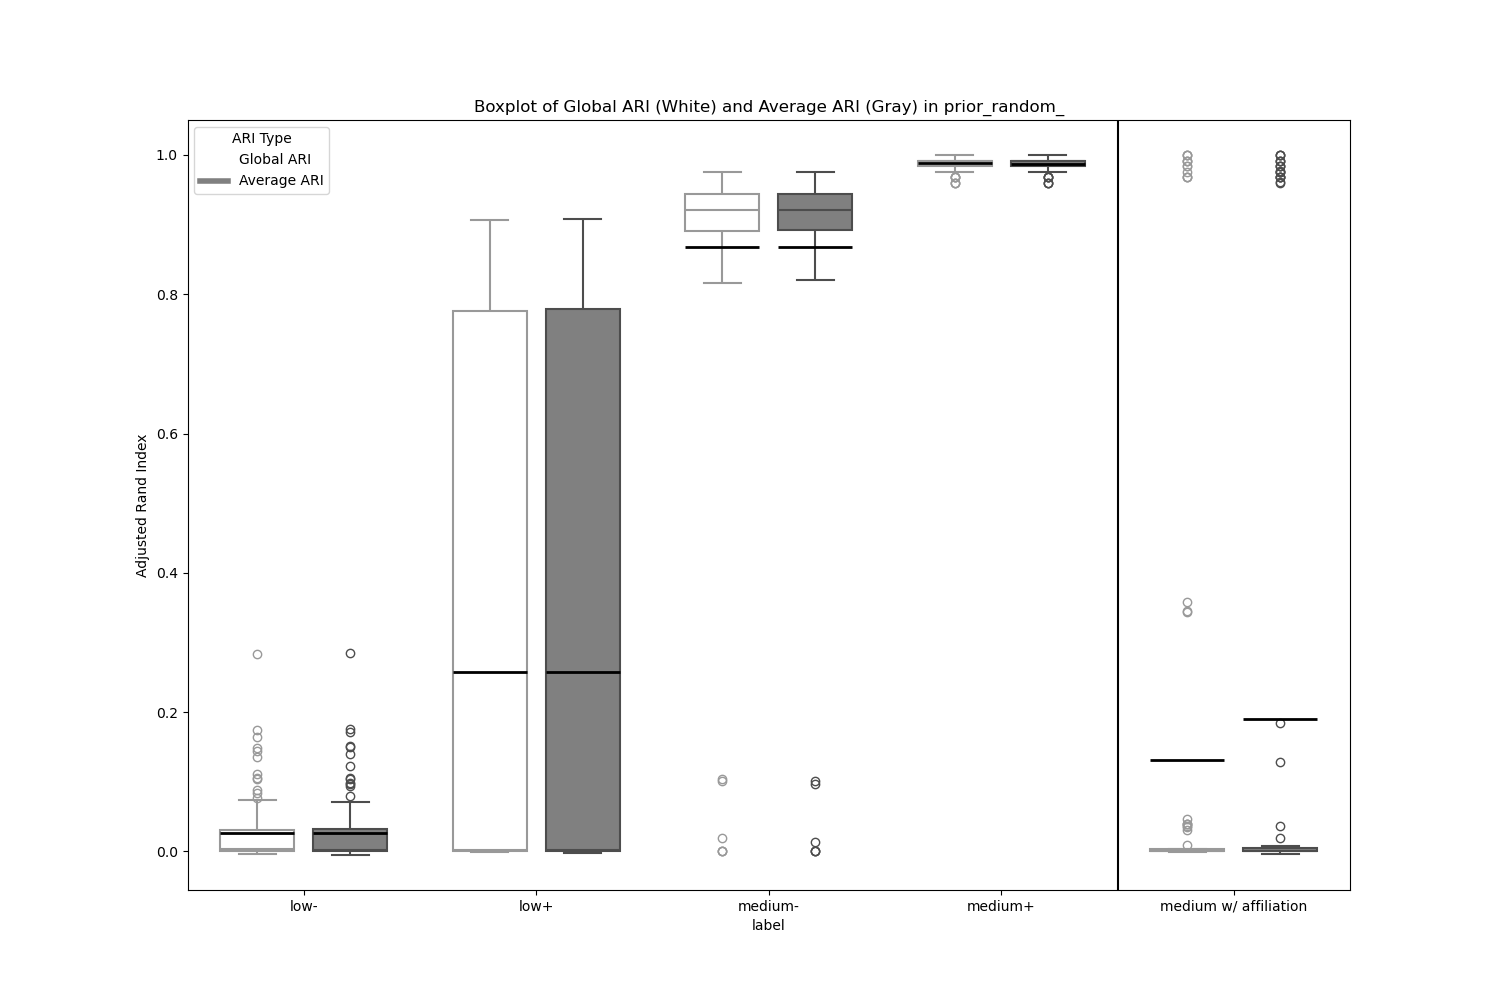 Boxplot of Global ARI (White) and Average ARI (Gray) in prior_random_
ARI Type
Global ARI
Average ARI
Adjusted Rand Index
1.0
0.8
0.6
0.4
0.2
0.0
low-
low+
medium-
medium+
medium w/ affiliation
label